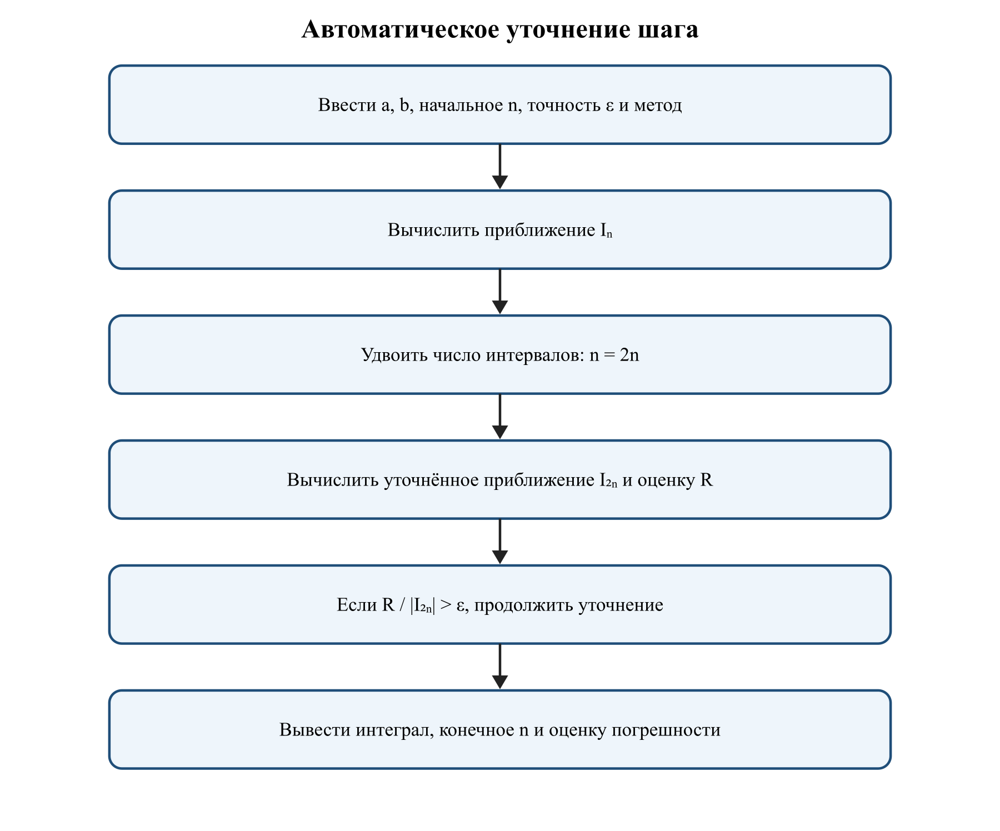 Автоматическое уточнение шага
Ввести a, b, начальное n, точность ε и метод
Вычислить приближение Iₙ
Удвоить число интервалов: n = 2n
Вычислить уточнённое приближение I₂ₙ и оценку R
Если R / |I₂ₙ| > ε, продолжить уточнение
Вывести интеграл, конечное n и оценку погрешности